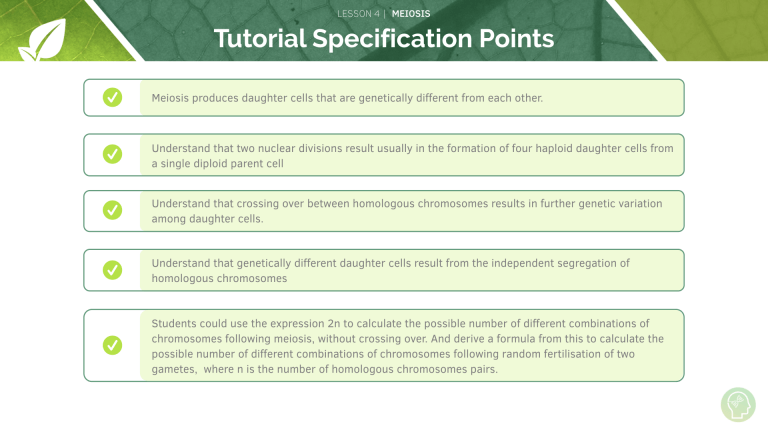 LESSON 4 | MEIOSIS
Tutorial Specification Points
Meiosis produces daughter cells that are genetically different from each other.
Understand that two nuclear divisions result usually in the formation of four haploid daughter cells from
a single diploid parent cell
Understand that crossing over between homologous chromosomes results in further genetic variation
among daughter cells.
Understand that genetically different daughter cells result from the independent segregation of
homologous chromosomes
Students could use the expression 2n to calculate the possible number of different combinations of
chromosomes following meiosis, without crossing over. And derive a formula from this to calculate the
possible number of different combinations of chromosomes following random fertilisation of two
gametes, where n is the number of homologous chromosomes pairs.